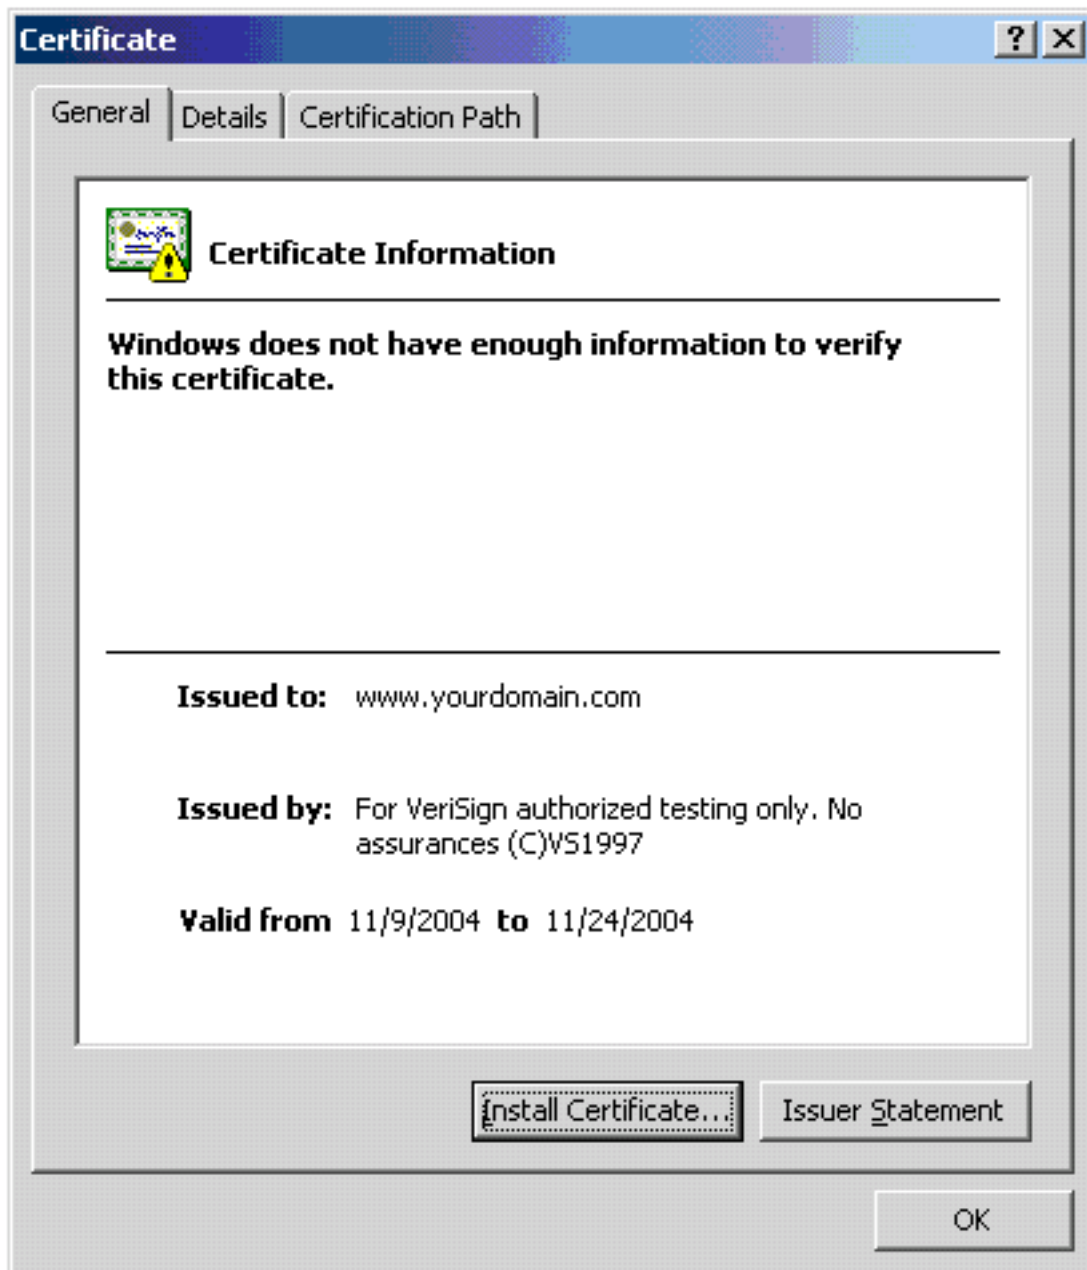 Certificate
General Details Certification Path
Certificate Information
Windows does not have enough information to verify
this certificate.
Issued to: www.yourdomain.com
Issued by: For VeriSign authorized testing only. No
assurances (C)VS1997
Valid from 11/9/2004 to 11/24/2004
Install Certificate... Issuer Statement
OK